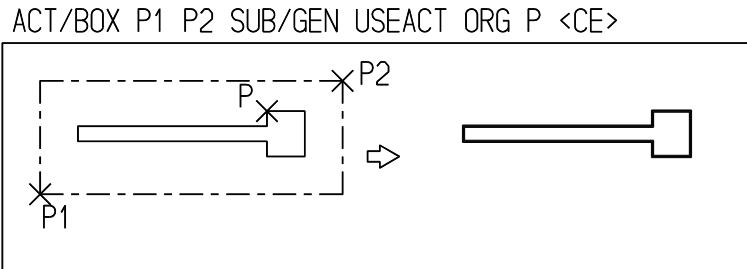 ACT/BOX P1 P2 SUB/GEN USEACT ORG P <CE>
P2
P
P1